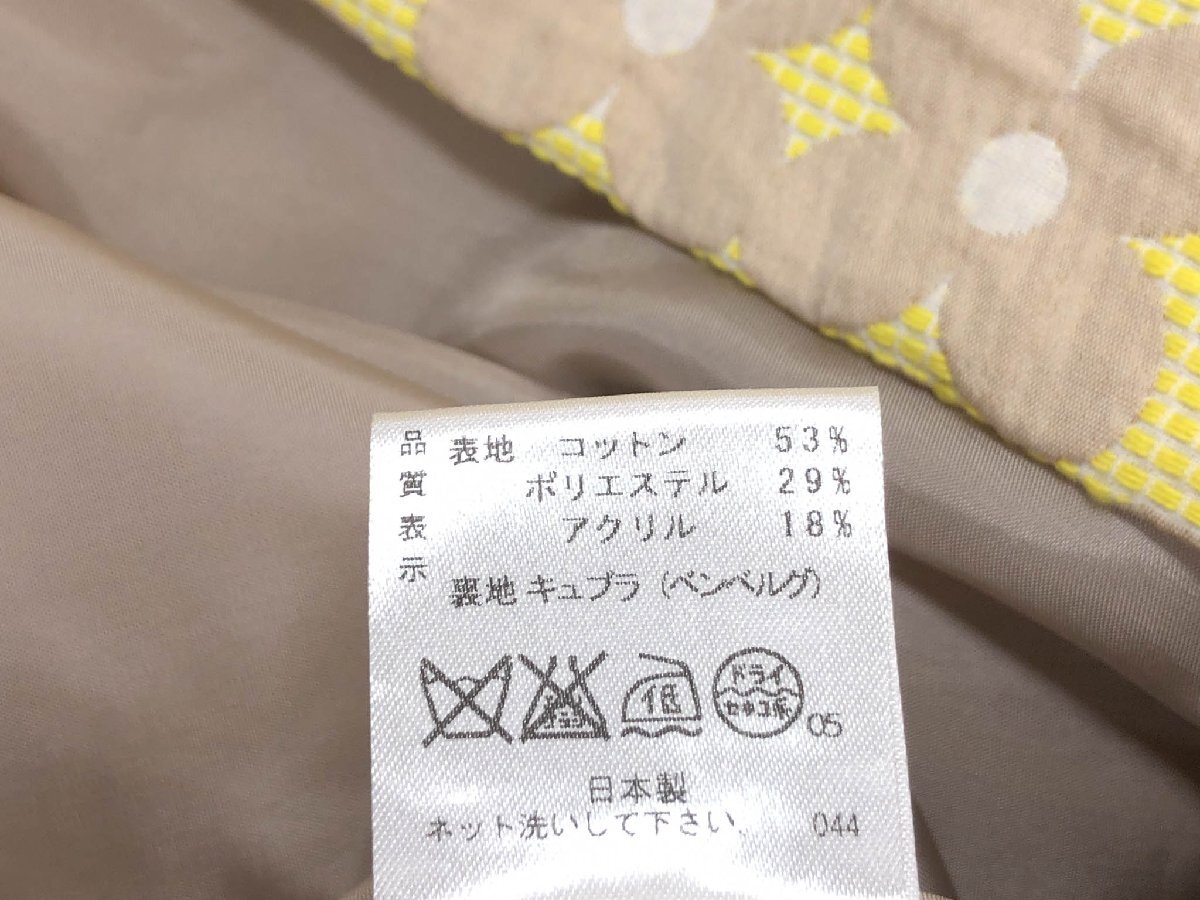 品質表示
表地 コットン 53%
ポリエステル 29%
アクリル 18%
裏地 キュプラ (ベンベルグ)
低
ドライ
セキユ系
05
日本製
ネット洗いして下さい。 044